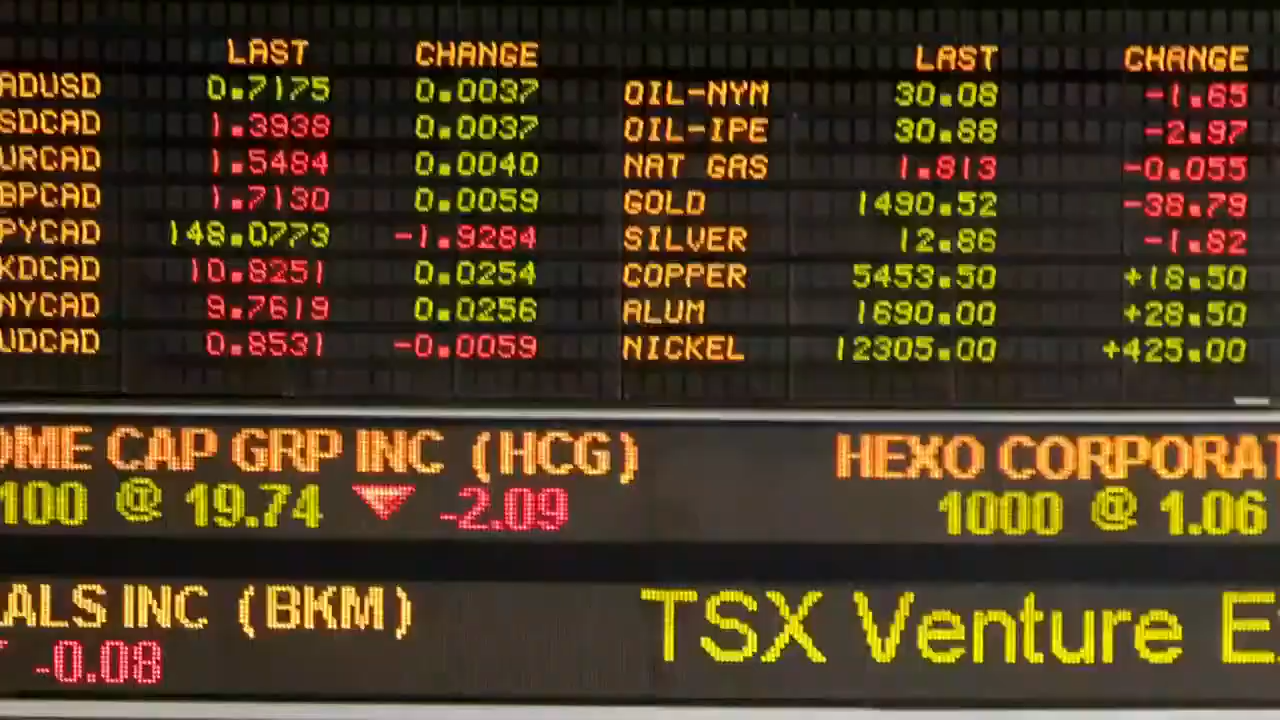 LAST CHANGE
ADUSD 0.7175 0.0037
SDCAD 1.3938 0.0037
URCAD 1.5484 0.0040
BPCAD 1.7130 0.0059
PYCAD 148.0773 -1.9284
KDCAD 10.8251 0.0254
NYCAD 9.7619 0.0256
UDCAD 0.8531 -0.0059
LAST CHANGE
OIL-NYM 30.08 -1.65
OIL-IPE 30.88 -2.97
NAT GAS 1.813 -0.055
GOLD 1490.52 -38.79
SILVER 12.86 -1.82
COPPER 5453.50 +18.50
ALUM 1690.00 +28.50
NICKEL 12305.00 +425.00
OME CAP GRP INC (HCG)
100 @ 19.74 ▼ -2.09
HEXO CORPORAT
1000 @ 1.06
ALS INC (BKM)
-0.08
TSX Venture E